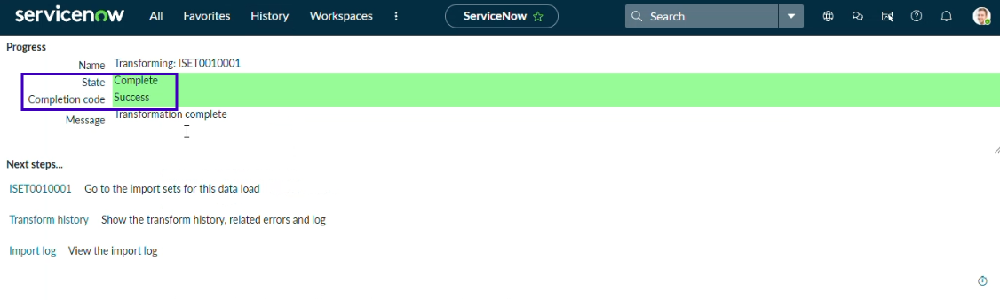 servicenow All Favorites History Workspaces ServiceNow Search
Progress
Name Transforming: ISET0010001
State Complete
Completion code Success
Message Transformation complete
Next steps...
ISET0010001 Go to the import sets for this data load
Transform history Show the transform history, related errors and log
Import log View the import log